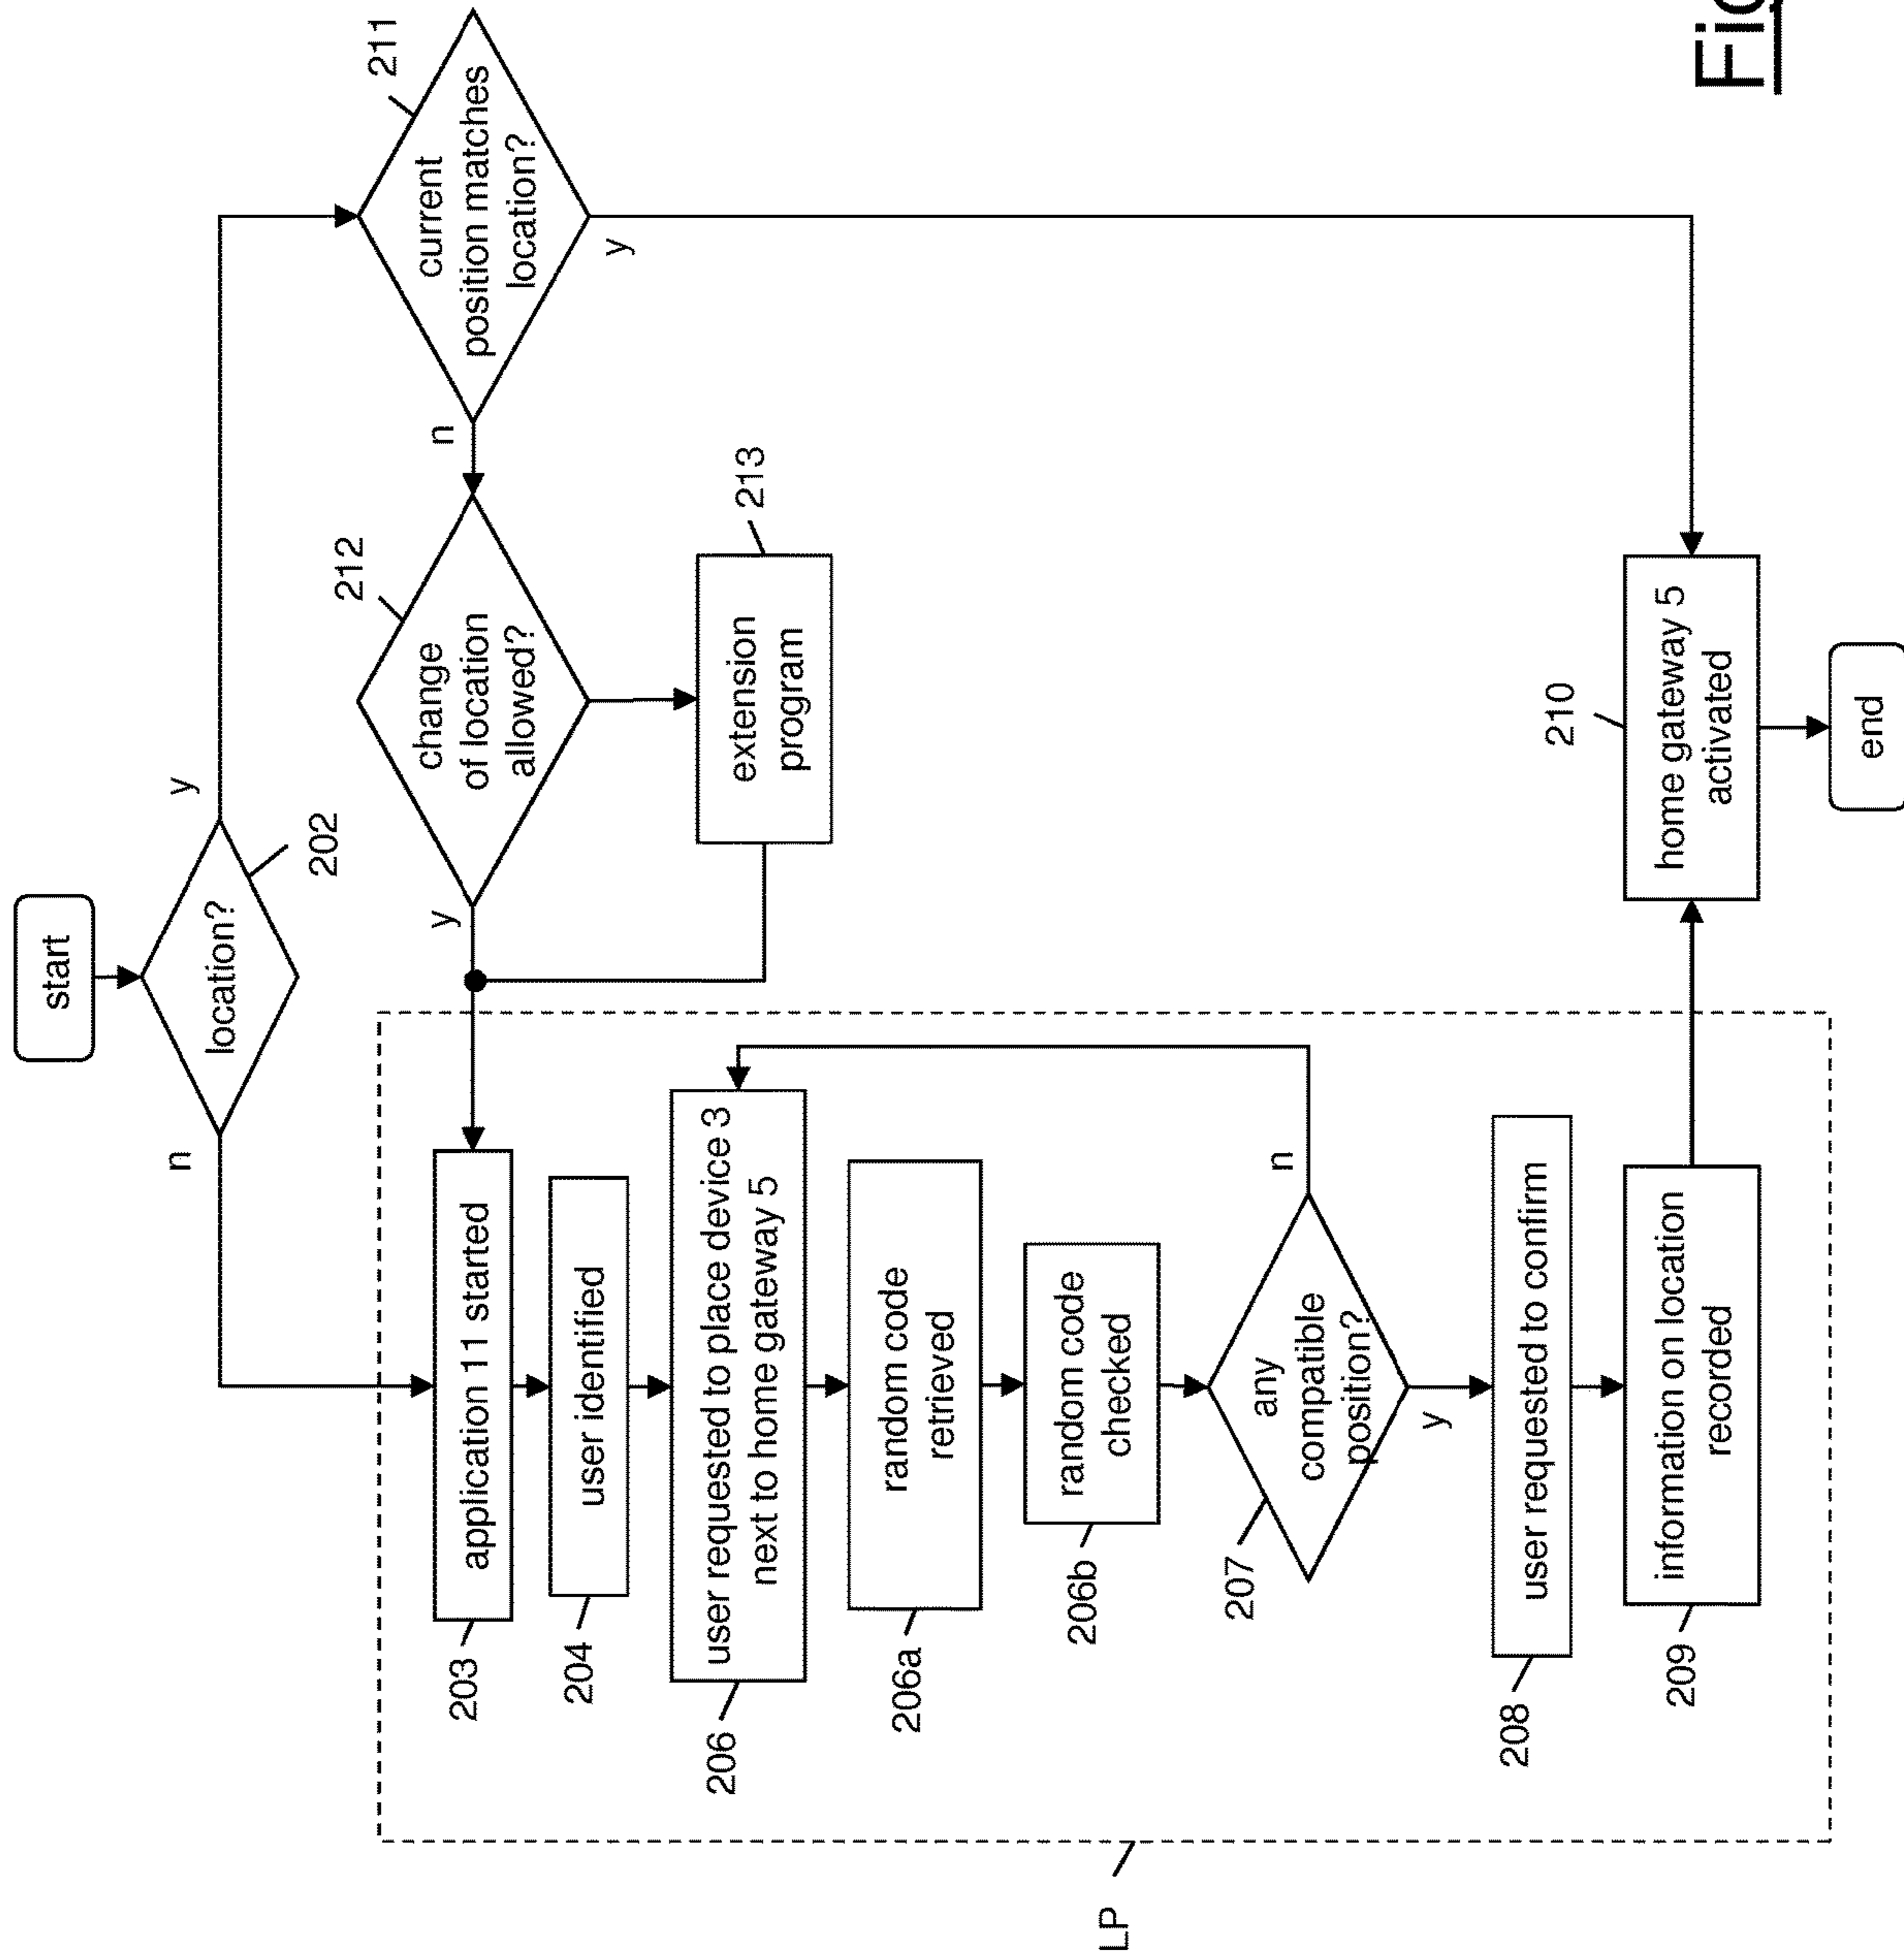 start
location?
202
n
y
current
position matches
location?
211
n
y
change
of location
allowed?
212
y
extension
program
213
application 11 started
203
user identified
204
user requested to place device 3
next to home gateway 5
206
random code
retrieved
206a
random code
checked
206b
any
compatible
position?
207
n
y
user requested to confirm
208
information on location
recorded
209
home gateway 5
activated
210
end
LP